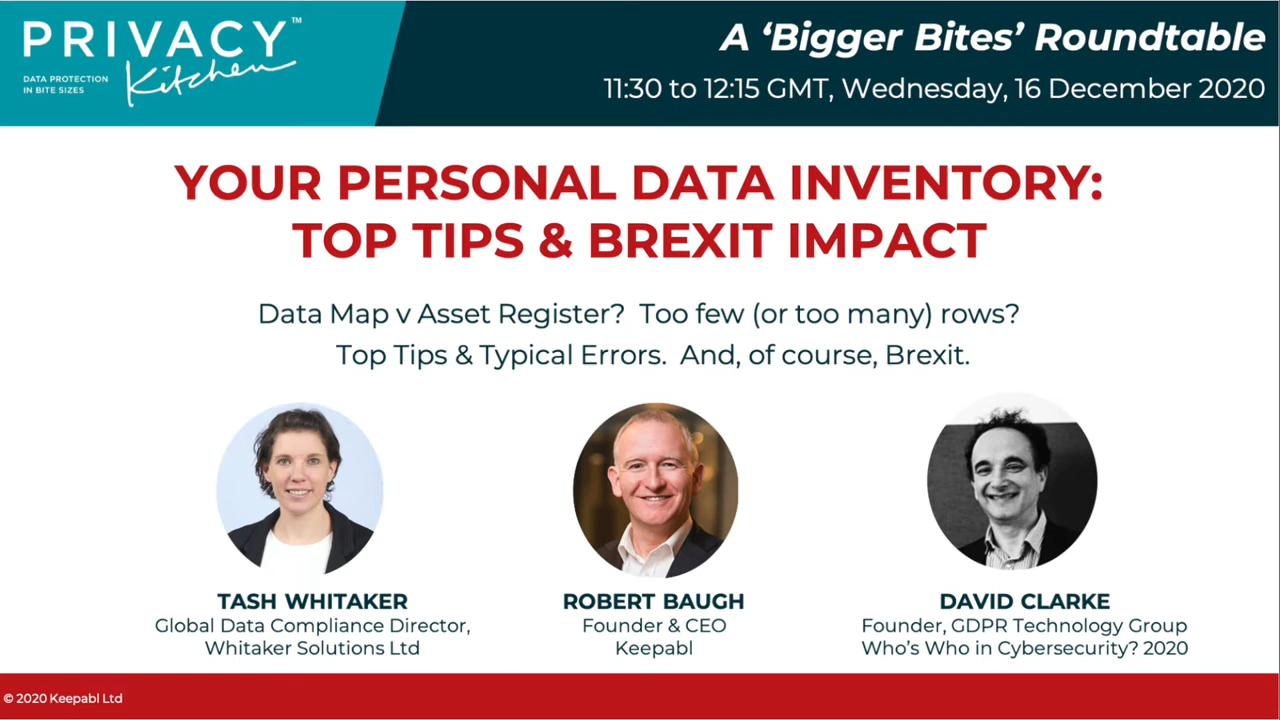 PRIVACY™
Kitchen
DATA PROTECTION
IN BITE SIZES
A ‘Bigger Bites’ Roundtable
11:30 to 12:15 GMT, Wednesday, 16 December 2020
YOUR PERSONAL DATA INVENTORY:
TOP TIPS & BREXIT IMPACT
Data Map v Asset Register?  Too few (or too many) rows?
Top Tips & Typical Errors.  And, of course, Brexit.
TASH WHITAKER
Global Data Compliance Director,
Whitaker Solutions Ltd
ROBERT BAUGH
Founder & CEO
Keepabl
DAVID CLARKE
Founder, GDPR Technology Group
Who’s Who in Cybersecurity? 2020
© 2020 Keepabl Ltd